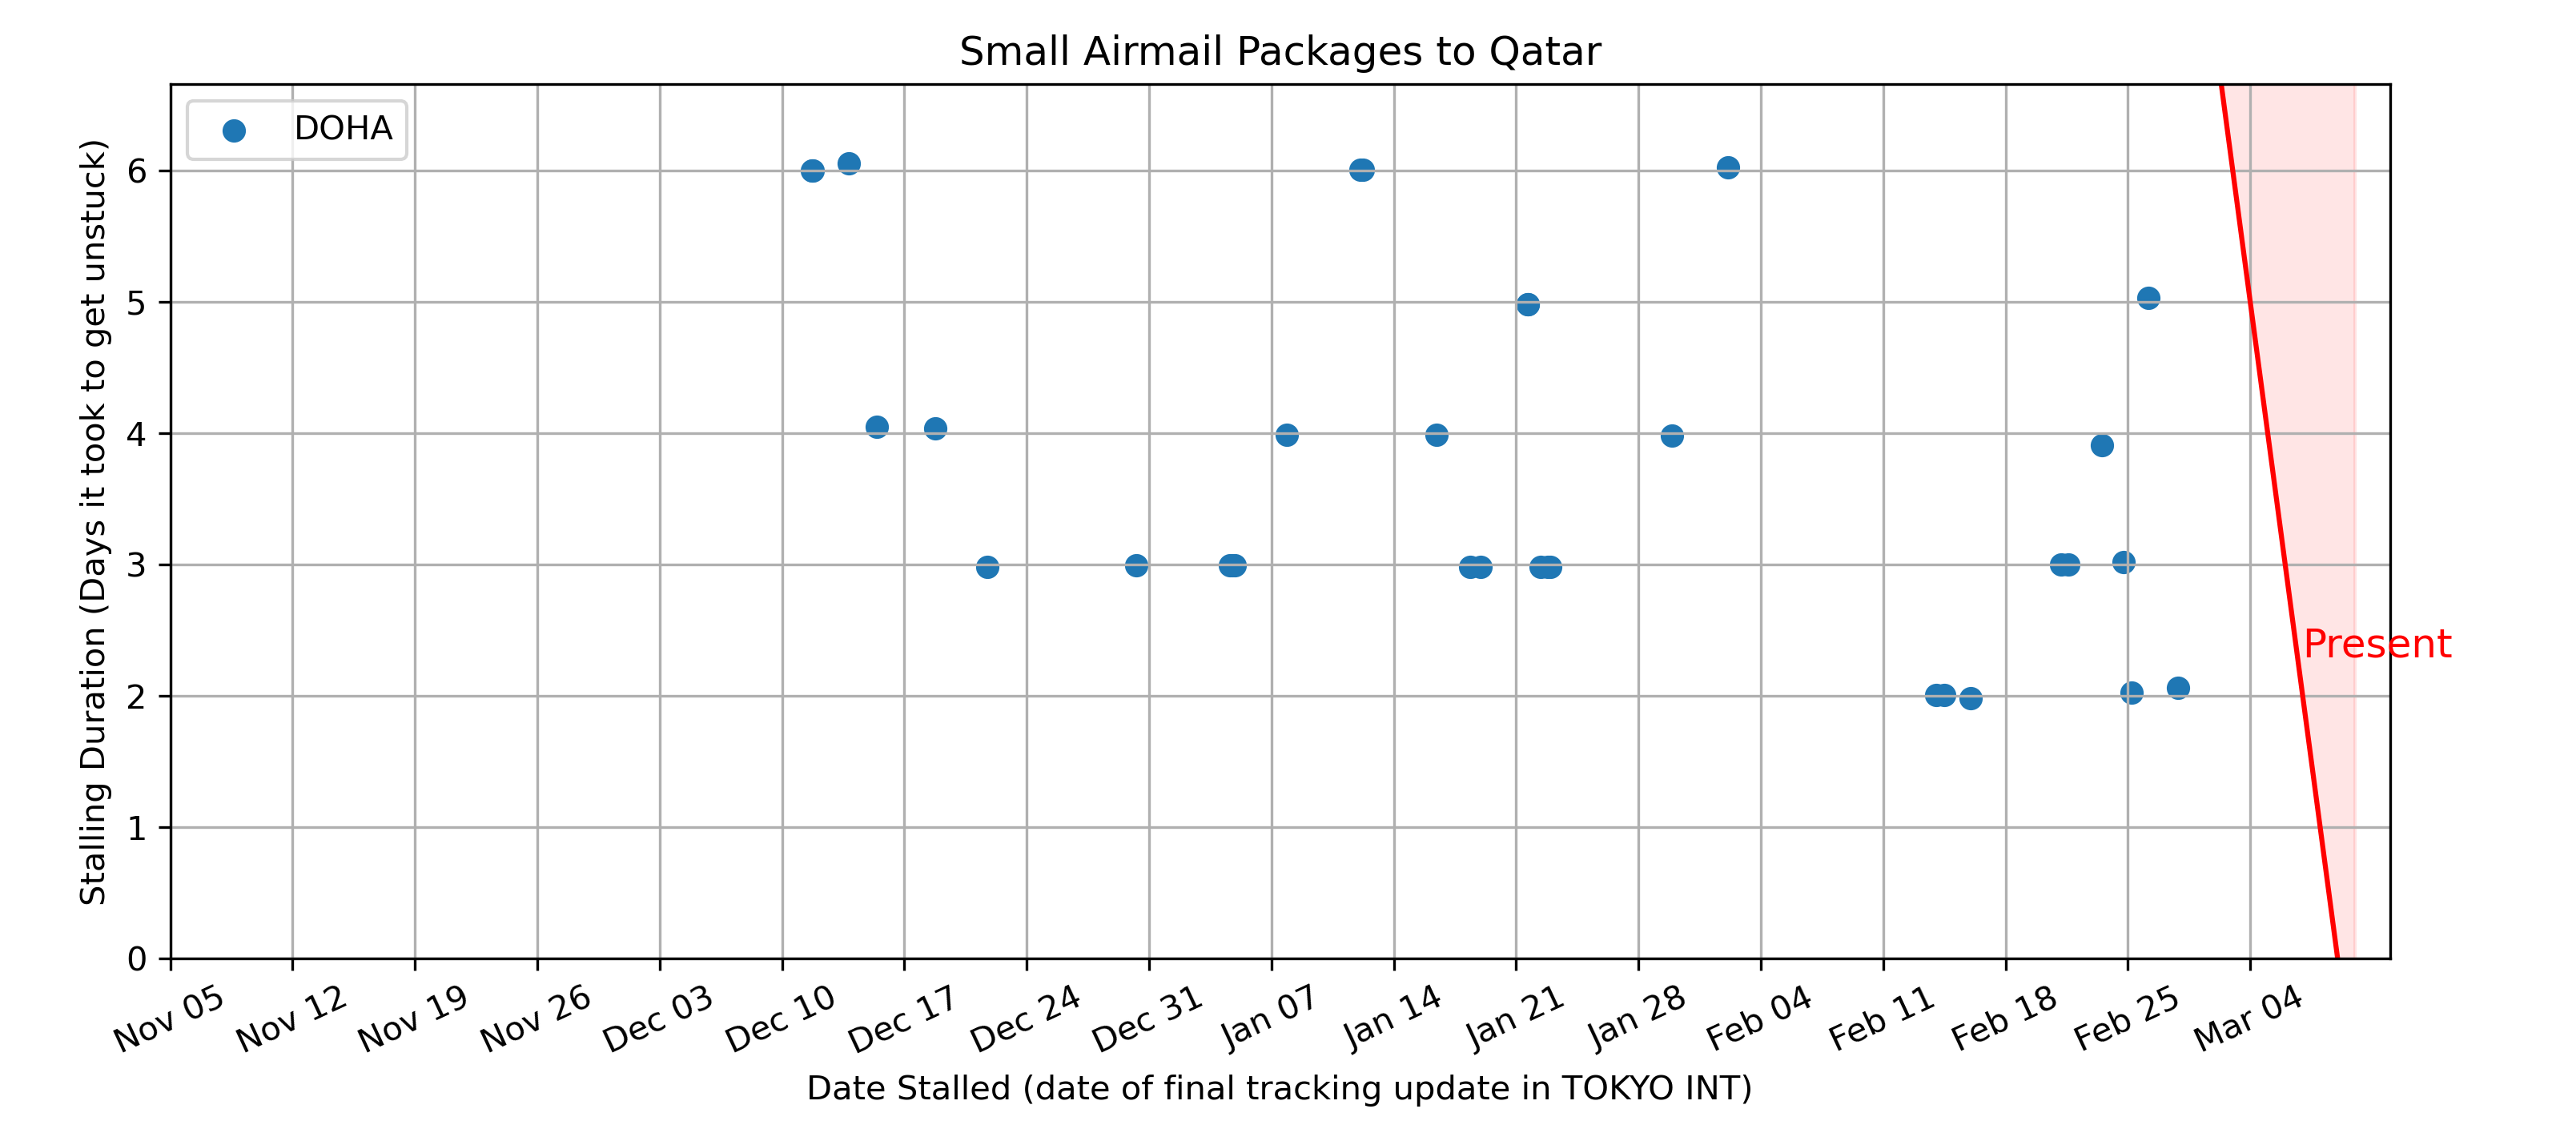 Small Airmail Packages to Qatar
DOHA
Stalling Duration (Days it took to get unstuck)
6
5
4
3
2
1
0
Present
Nov 05
Nov 12
Nov 19
Nov 26
Dec 03
Dec 10
Dec 17
Dec 24
Dec 31
Jan 07
Jan 14
Jan 21
Jan 28
Feb 04
Feb 11
Feb 18
Feb 25
Mar 04
Date Stalled (date of final tracking update in TOKYO INT)